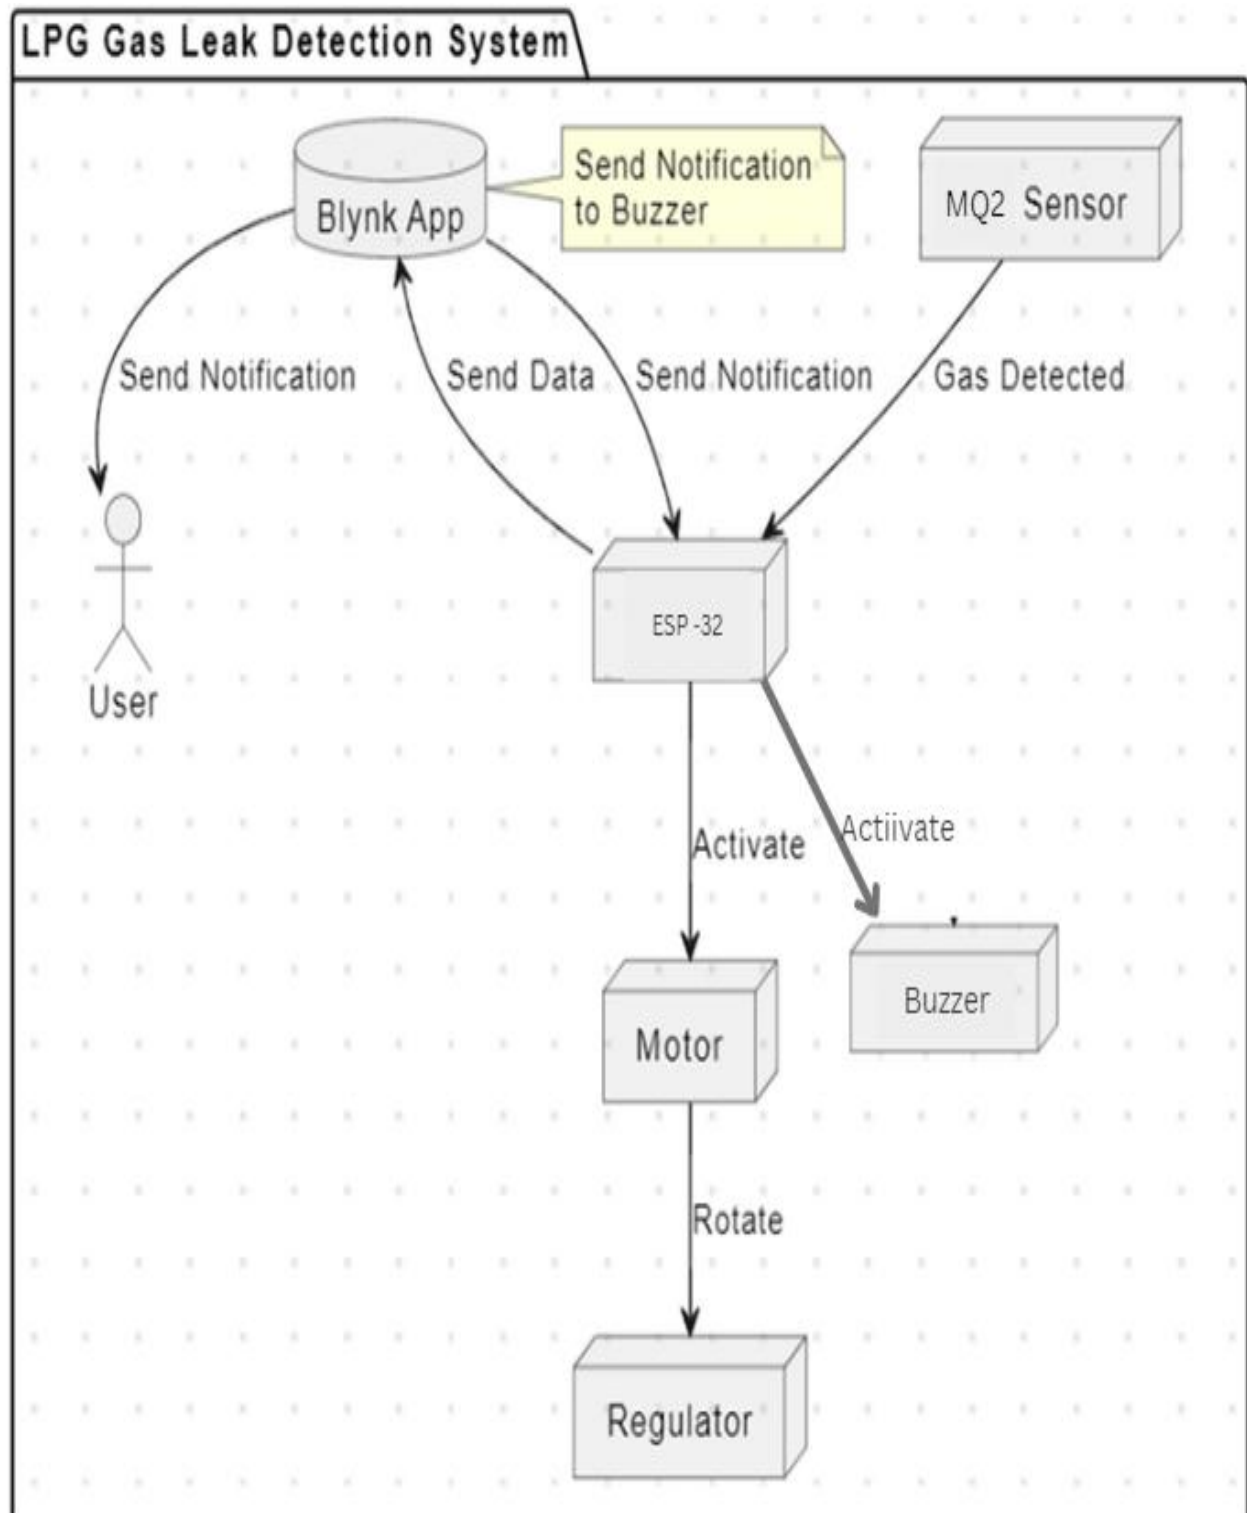 LPG Gas Leak Detection System
Blynk App
Send Notification
to Buzzer
MQ2 Sensor
Send Notification
Send Data
Send Notification
Gas Detected
ESP -32
User
Activate
Actiivate
Buzzer
Motor
Rotate
Regulator